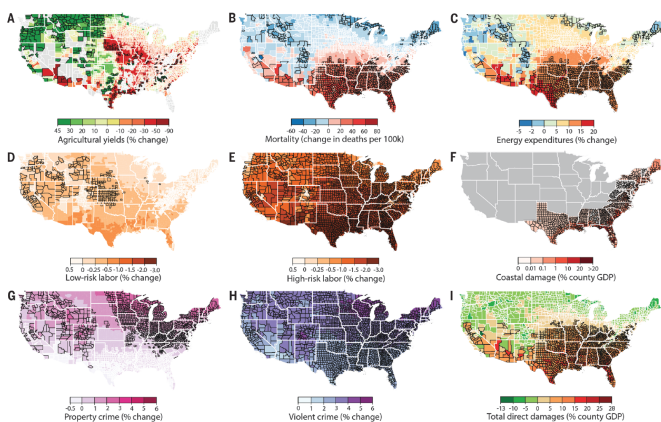 A
B
C
45 30 20 10 0 -10 -20 -30 -50 -90
Agricultural yields (% change)
-60 -40 -20 0 20 40 60 80
Mortality (change in deaths per 100k)
-5 -2 0 5 10 15 20
Energy expenditures (% change)
D
E
F
0.5 0 -0.25 -0.5 -1.0 -1.5 -2.0 -3.0
Low-risk labor (% change)
0.5 0 -0.25 -0.5 -1.0 -1.5 -2.0 -3.0
High-risk labor (% change)
0 0.01 0.1 1 10 20 >20
Coastal damage (% county GDP)
G
H
I
-0.5 0 1 2 3 4 5 6
Property crime (% change)
0 1 2 3 4 5 6
Violent crime (% change)
-13 -10 -5 0 5 10 15 20 28
Total direct damages (% county GDP)